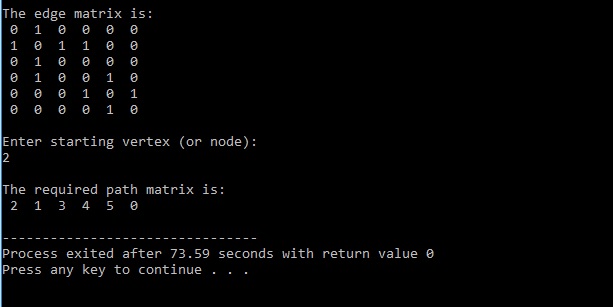 The edge matrix is:
0 1 0 0 0 0
1 0 1 1 0 0
0 1 0 0 0 0
0 1 0 0 1 0
0 0 0 1 0 1
0 0 0 0 1 0
Enter starting vertex (or node):
2
The required path matrix is:
2 1 3 4 5 0
--------------------------------
Process exited after 73.59 seconds with return value 0
Press any key to continue . . .